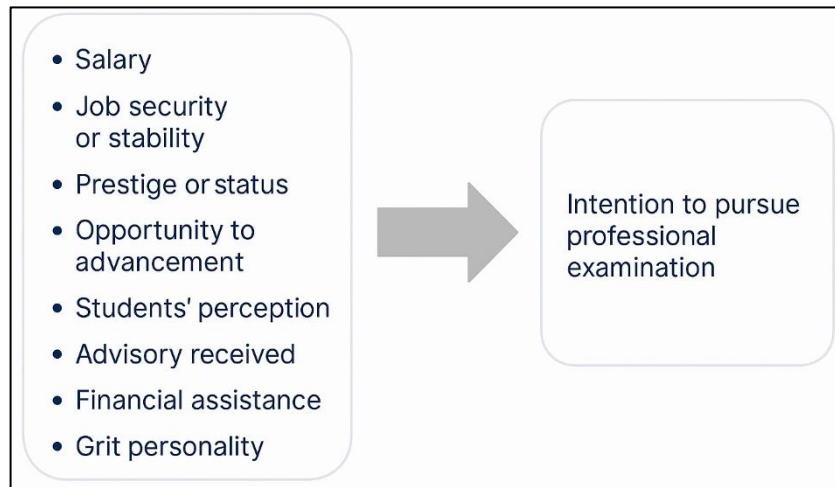 • Salary
• Job security
or stability
• Prestige or status
• Opportunity to
advancement
• Students' perception
• Advisory received
• Financial assistance
• Grit personality
Intention to pursue
professional
examination